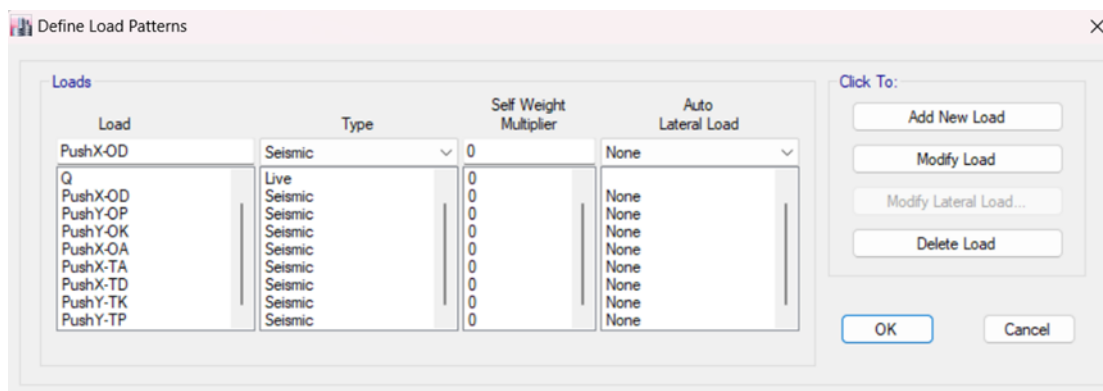 Define Load Patterns
Loads
Click To:
Load Type Self Weight Multiplier Auto Lateral Load
PushX-OD Seismic 0 None
Q Live 0
PushX-OD Seismic 0 None
PushY-OP Seismic 0 None
PushY-OK Seismic 0 None
PushX-OA Seismic 0 None
PushX-TA Seismic 0 None
PushX-TD Seismic 0 None
PushY-TK Seismic 0 None
PushY-TP Seismic 0 None
Add New Load
Modify Load
Modify Lateral Load...
Delete Load
OK Cancel